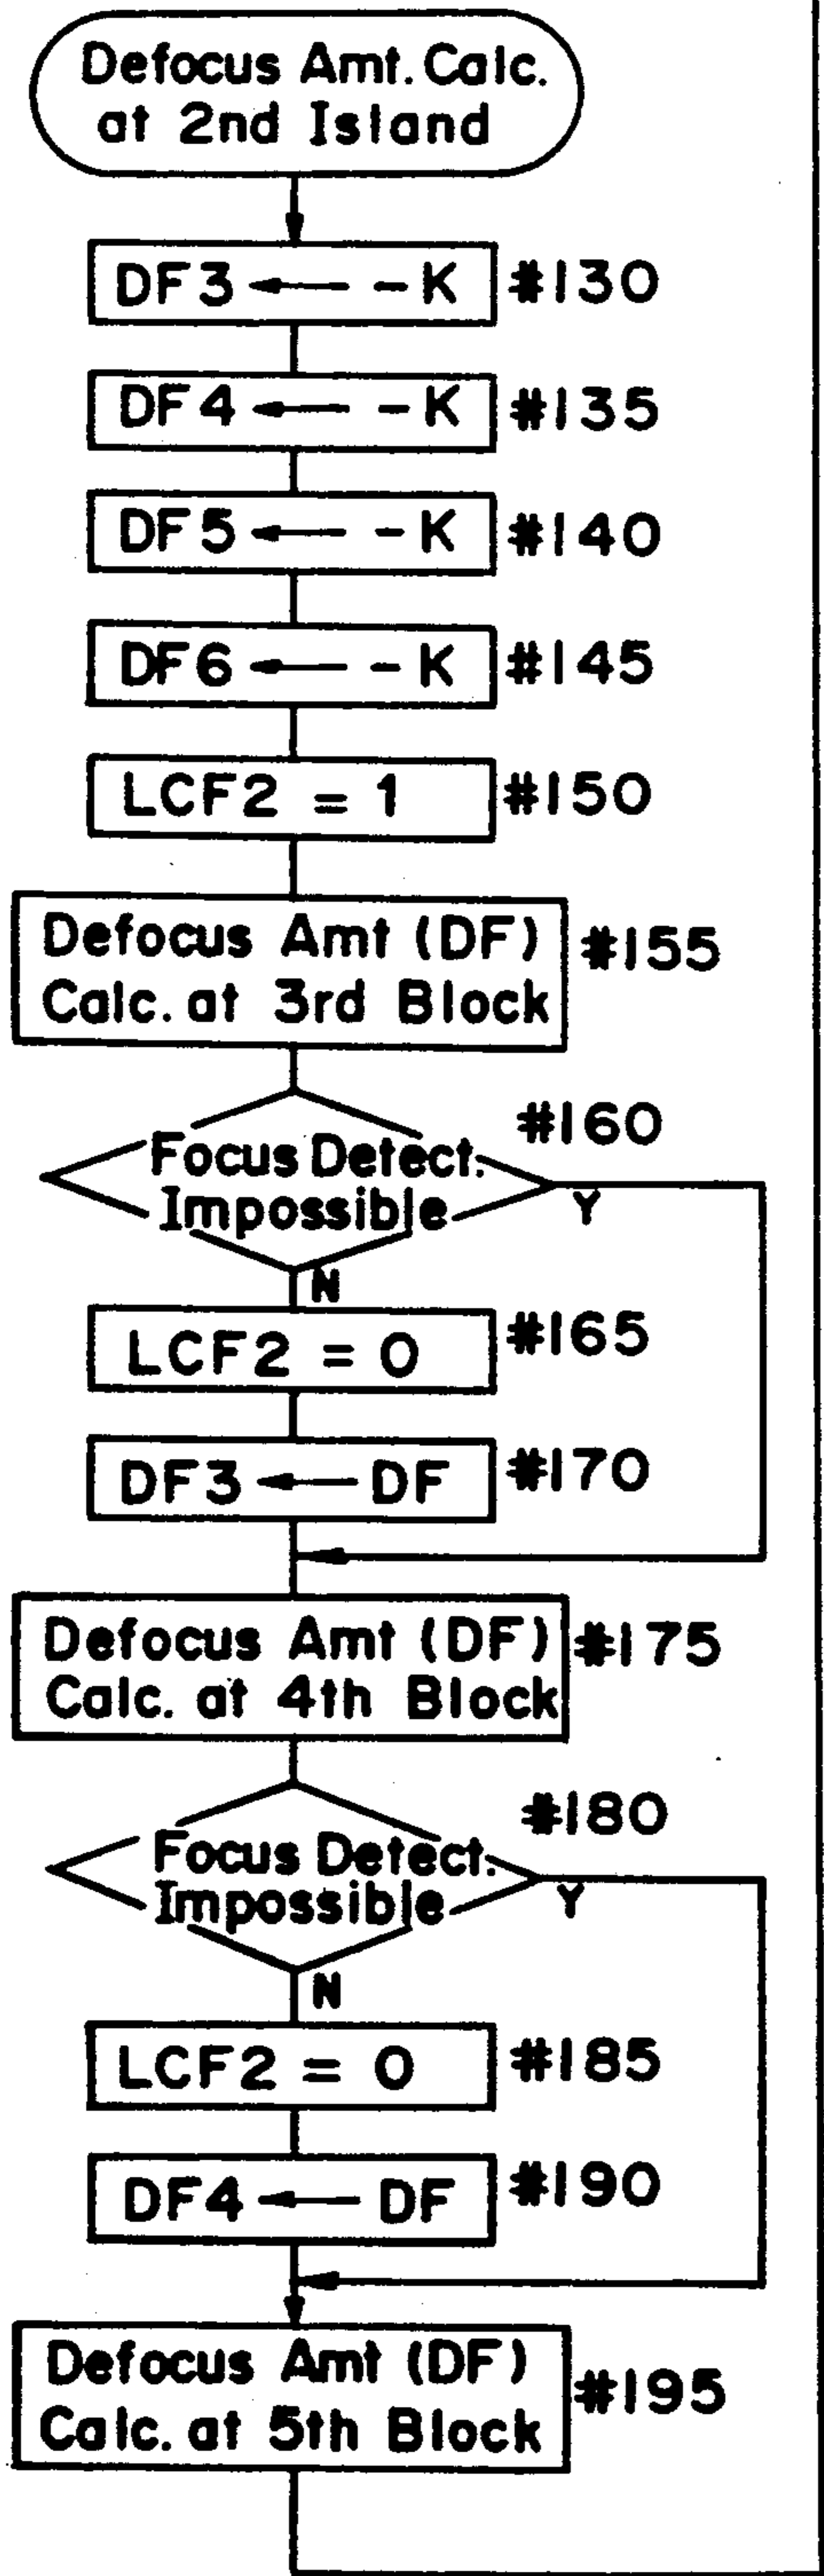 Defocus Amt. Calc.
at 2nd Island
DF3 ← -K #130
DF4 ← -K #135
DF5 ← -K #140
DF6 ← -K #145
LCF2 = 1 #150
Defocus Amt (DF)
Calc. at 3rd Block
#155
#160
Focus Detect.
Impossible
Y
N
LCF2 = 0 #165
DF3 ← DF #170
Defocus Amt (DF)
Calc. at 4th Block
#175
#180
Focus Detect.
Impossible
Y
N
LCF2 = 0 #185
DF4 ← DF #190
Defocus Amt (DF)
Calc. at 5th Block
#195